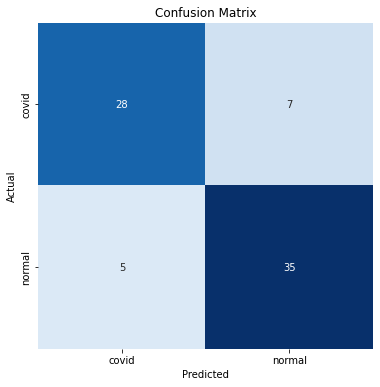 Confusion Matrix
covid
28
7
Actual
normal
5
35
covid
normal
Predicted